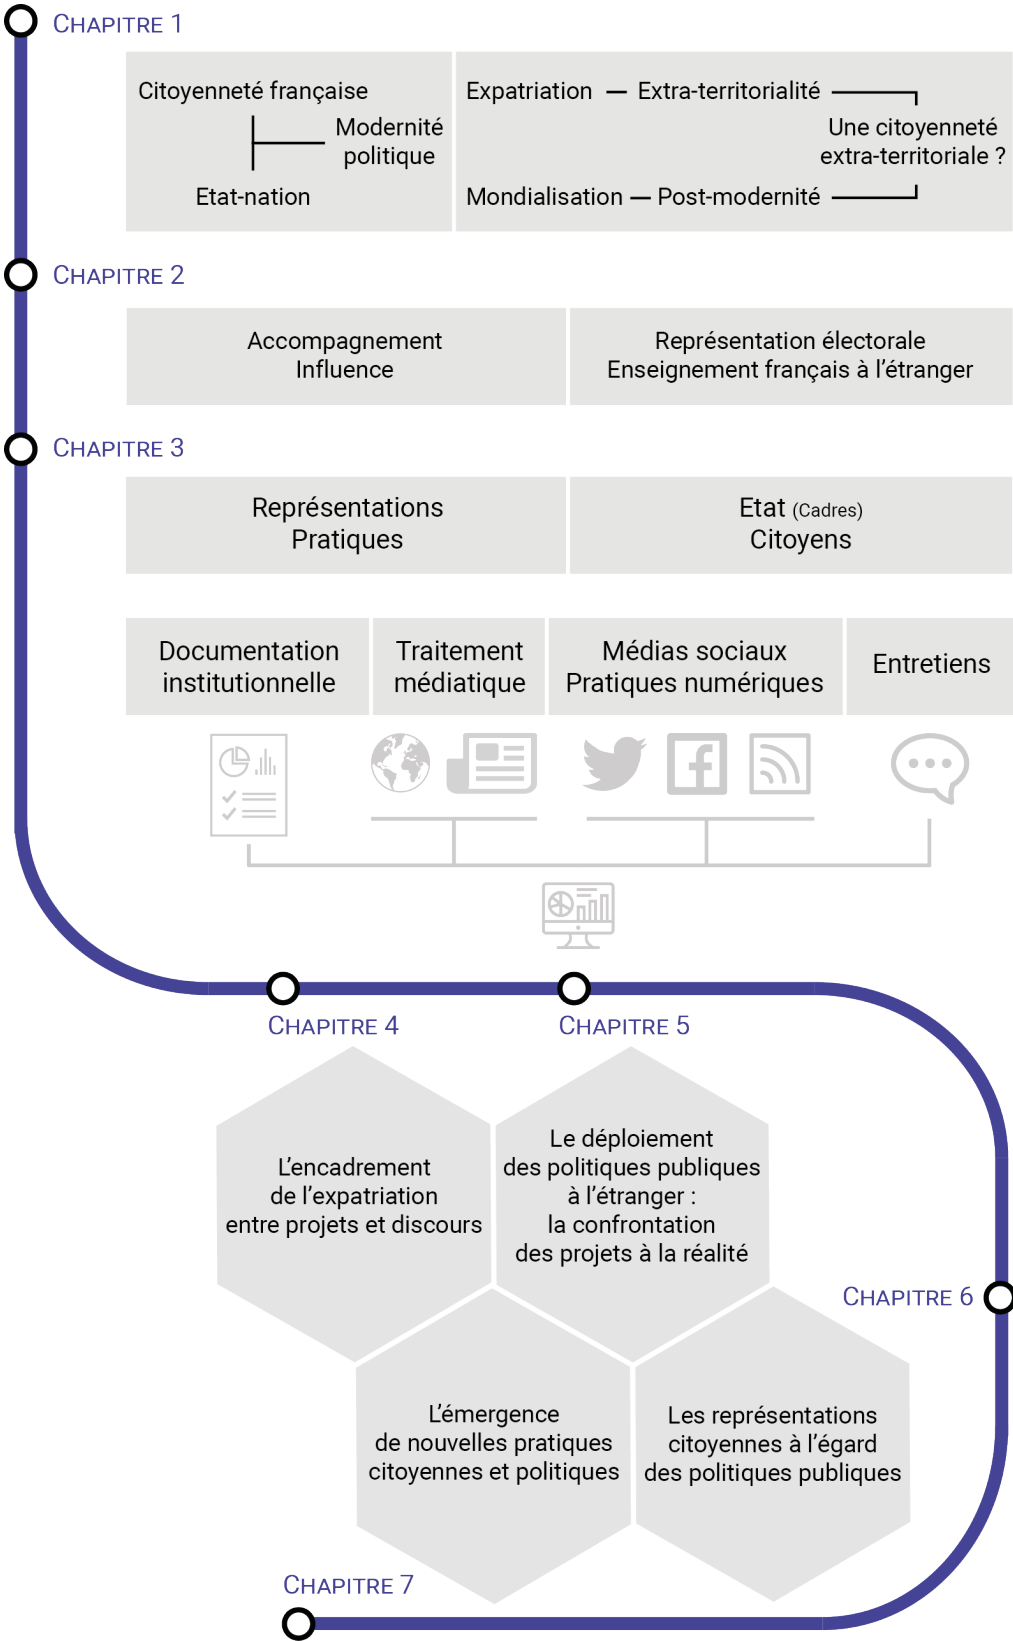 CHAPITRE 1
Citoyenneté française
Modernité
politique
Etat-nation
Expatriation — Extra-territorialité
Une citoyenneté
extra-territoriale ?
Mondialisation — Post-modernité
CHAPITRE 2
Accompagnement
Influence
Représentation électorale
Enseignement français à l’étranger
CHAPITRE 3
Représentations
Pratiques
Etat (Cadres)
Citoyens
Documentation
institutionnelle
Traitement
médiatique
Médias sociaux
Pratiques numériques
Entretiens
CHAPITRE 4
L’encadrement
de l’expatriation
entre projets et discours
CHAPITRE 5
Le déploiement
des politiques publiques
à l’étranger :
la confrontation
des projets à la réalité
CHAPITRE 6
Les représentations
citoyennes à l’égard
des politiques publiques
L’émergence
de nouvelles pratiques
citoyennes et politiques
CHAPITRE 7